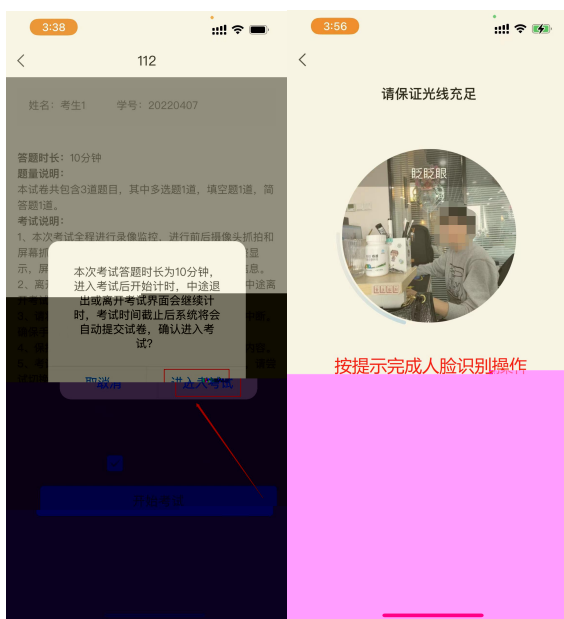 3:38
112
姓名：考生1 学号：20220407
答题时长：10分钟
题量说明：
本试卷共包含3道题目，其中多选题1道，填空题1道，简
答题1道。
考试说明：
1、本次考试全程进行录像监控，进行前后摄像头抓拍和
本次考试答题时长为10分钟，
进入考试后开始计时，中途退
出或离开考试界面会继续计
时，考试时间截止后系统将会
自动提交试卷，确认进入考
试？
取消 进入考试
开始考试
3:56
请保证光线充足
眨眨眼
按提示完成人脸识别操作